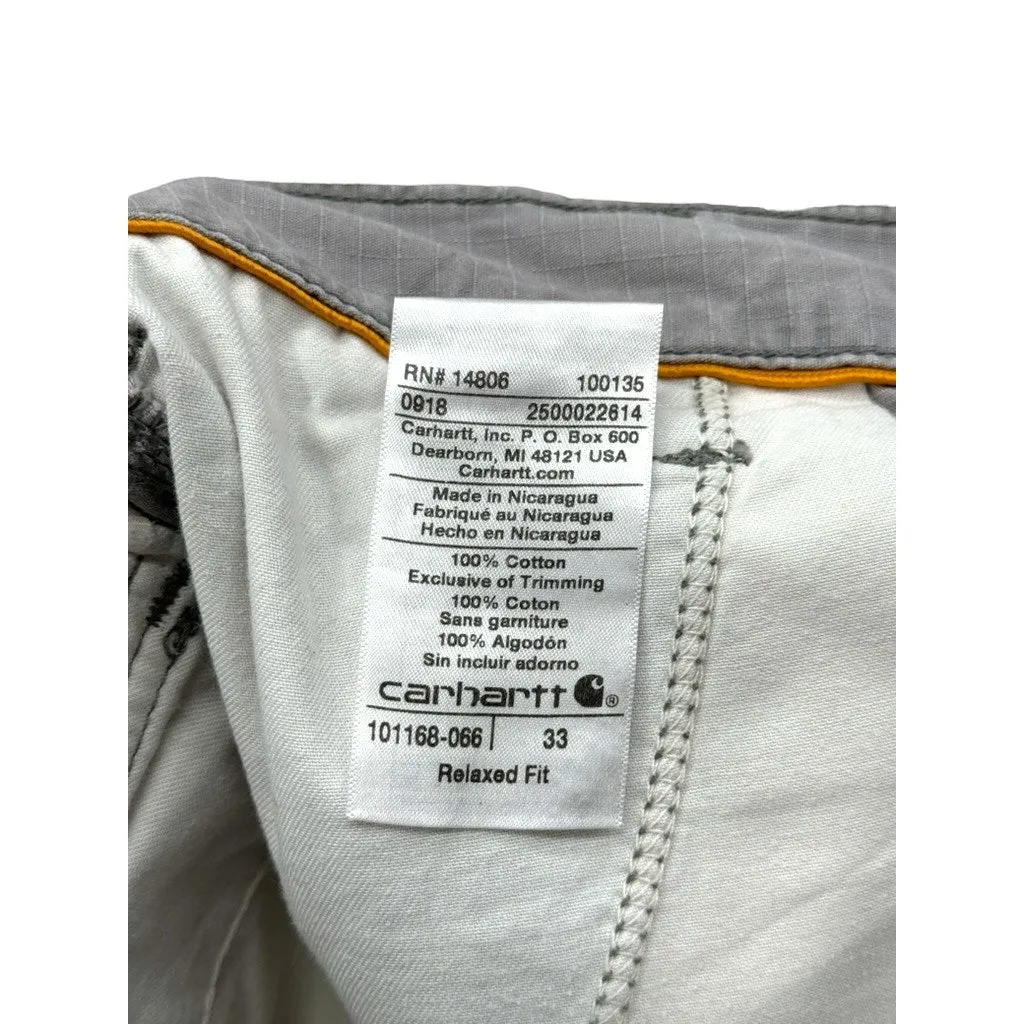 RN# 14806 100135
0918 2500022614
Carhartt, Inc. P. O. Box 600
Dearborn, MI 48121 USA
Carhartt.com
Made in Nicaragua
Fabriqué au Nicaragua
Hecho en Nicaragua
100% Cotton
Exclusive of Trimming
100% Coton
Sans garniture
100% Algodón
Sin incluir adorno
carhartt ®
101168-066 | 33
Relaxed Fit